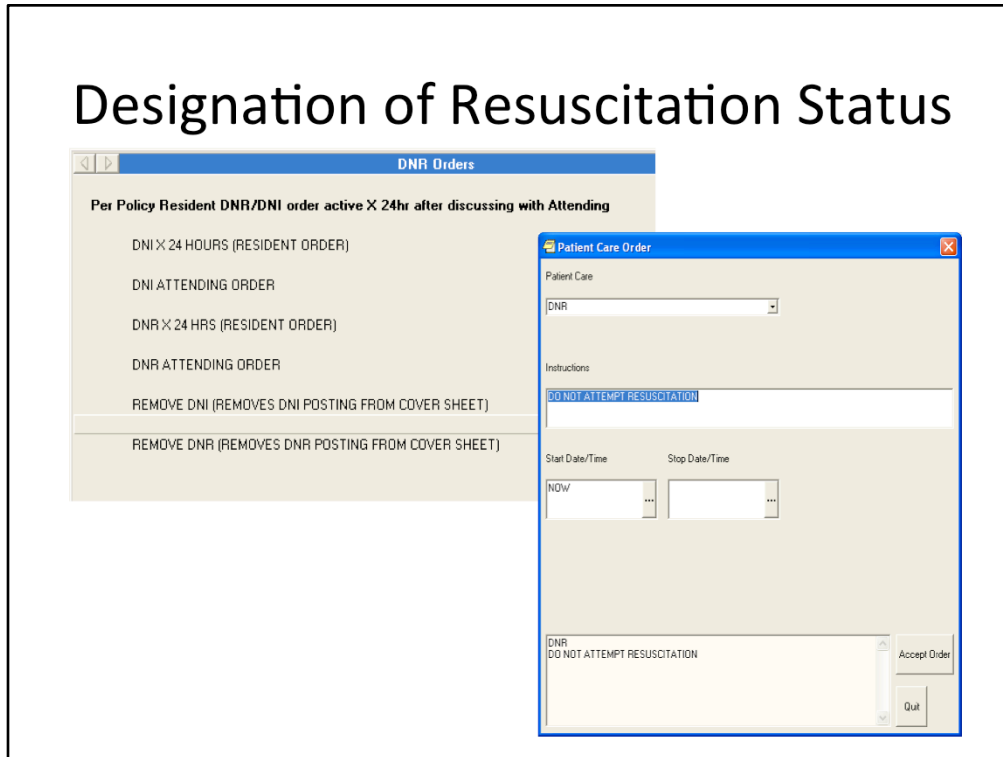 Designation of Resuscitation Status
DNR Orders
Per Policy Resident DNR/DNI order active X 24hr after discussing with Attending
DNI X 24 HOURS (RESIDENT ORDER)
DNI ATTENDING ORDER
DNR X 24 HRS (RESIDENT ORDER)
DNR ATTENDING ORDER
REMOVE DNI (REMOVES DNI POSTING FROM COVER SHEET)
REMOVE DNR (REMOVES DNR POSTING FROM COVER SHEET)
Patient Care Order
Patient Care
DNR
Instructions
DO NOT ATTEMPT RESUSCITATION
Start Date/Time Stop Date/Time
NOW ... ...
DNR
DO NOT ATTEMPT RESUSCITATION
Accept Order
Quit